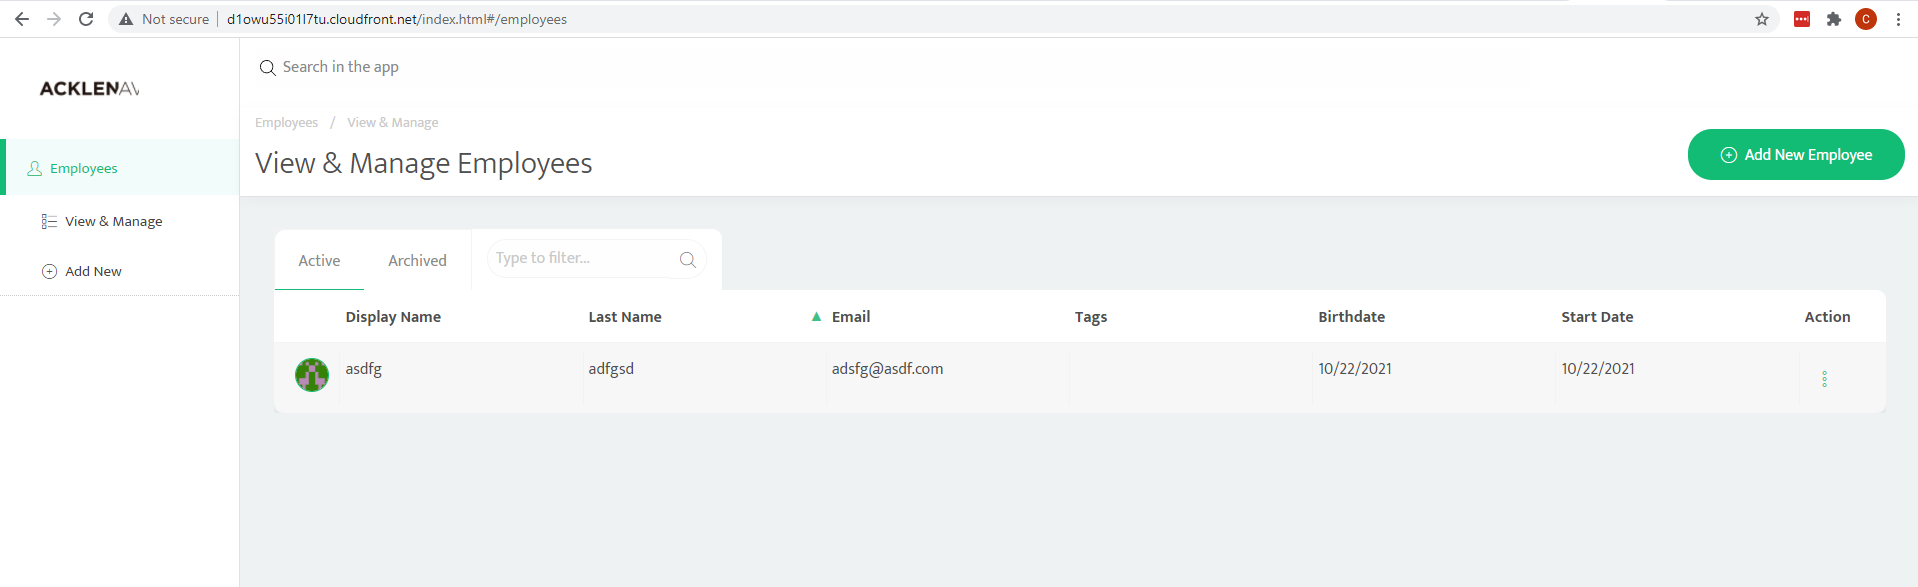 Not secure d1owu55i01l7tu.cloudfront.net/index.html#/employees C
Search in the app
ACKLENAV
Employees / View & Manage
View & Manage Employees
Add New Employee
Employees
View & Manage
Add New
Active Archived Type to filter...
Display Name Last Name Email Tags Birthdate Start Date Action
asdfg adfgsd adsfg@asdf.com 10/22/2021 10/22/2021